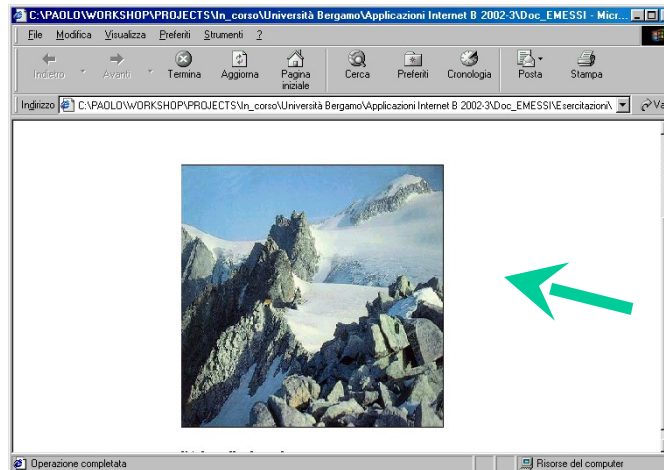 C:\PAOLO\WORKSHOP\PROJECTS\In_corso\Università Bergamo\Applicazioni Internet B 2002-3\Doc_EMESSI - Micr...
File Modifica Visualizza Preferiti Strumenti ?
Indietro Avanti Termina Aggiorna Pagina iniziale Cerca Preferiti Cronologia Posta Stampa
Indirizzo C:\PAOLO\WORKSHOP\PROJECTS\In_corso\Università Bergamo\Applicazioni Internet B 2002-3\Doc_EMESSI\Esercitazioni\ Va
Operazione completata Risorse del computer